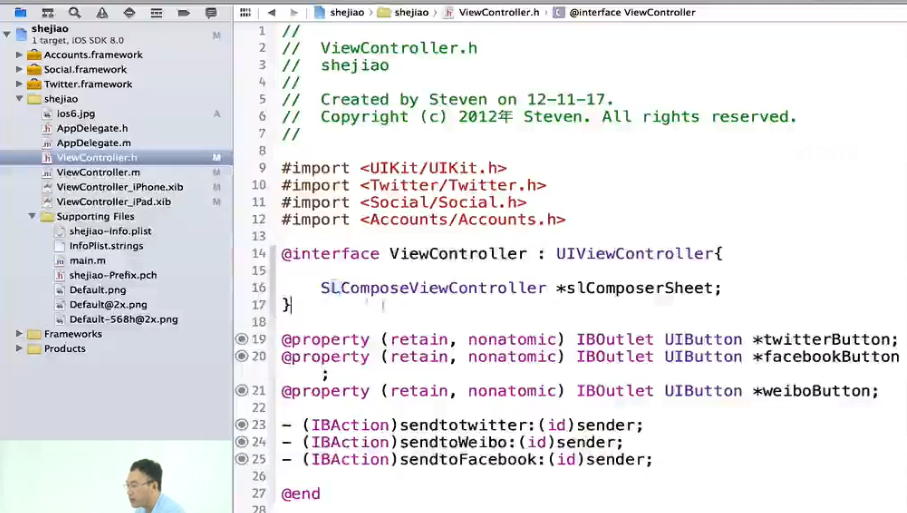 shejiao
1 target, iOS SDK 8.0
M
Accounts.framework
Social.framework
Twitter.framework
shejiao
ios6.jpg
A
AppDelegate.h
AppDelegate.m
ViewController.h
M
ViewController.m
M
ViewController_iPhone.xib
M
ViewController_iPad.xib
M
Supporting Files
shejiao-Info.plist
InfoPlist.strings
main.m
shejiao-Prefix.pch
Default.png
Default@2x.png
Default-568h@2x.png
Frameworks
Products
shejiao shejiao ViewController.h @interface ViewController
1 //
2 // ViewController.h
3 // shejiao
4 //
5 // Created by Steven on 12-11-17.
6 // Copyright (c) 2012年 Steven. All rights reserved.
7 //
8
9 #import <UIKit/UIKit.h>
10 #import <Twitter/Twitter.h>
11 #import <Social/Social.h>
12 #import <Accounts/Accounts.h>
13
14 @interface ViewController : UIViewController{
15
16 SLComposeViewController *slComposerSheet;
17 }
18
19 @property (retain, nonatomic) IBOutlet UIButton *twitterButton;
20 @property (retain, nonatomic) IBOutlet UIButton *facebookButton
;
21 @property (retain, nonatomic) IBOutlet UIButton *weiboButton;
22
23 - (IBAction)sendtotwitter:(id)sender;
24 - (IBAction)sendtoWeibo:(id)sender;
25 - (IBAction)sendtoFacebook:(id)sender;
26
27 @end
28